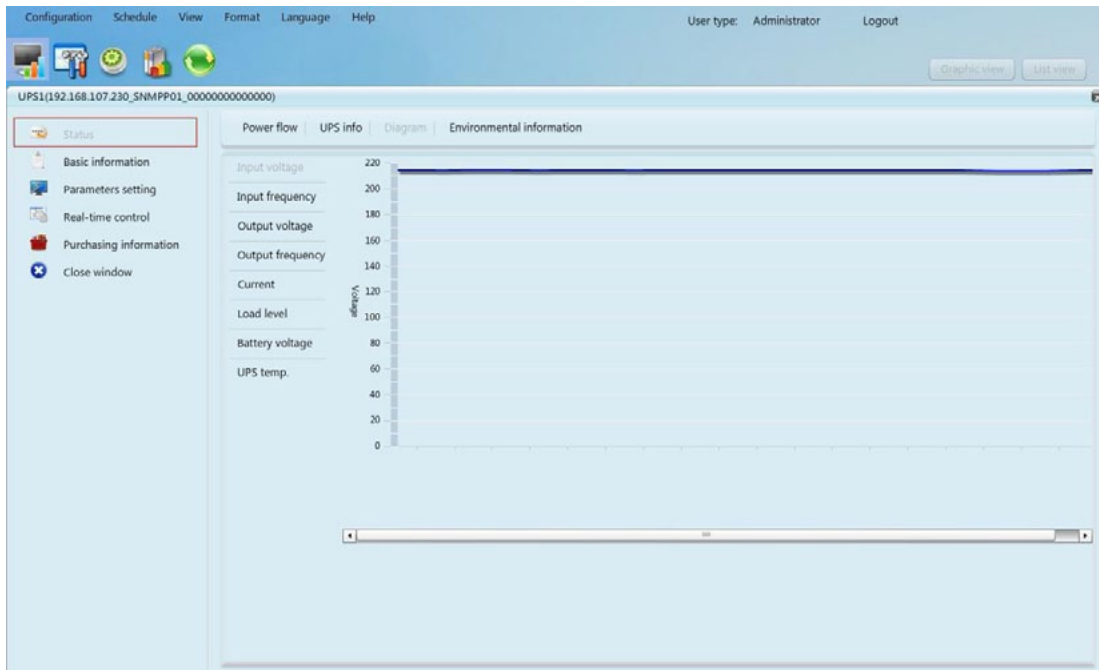 Configuration Schedule View Format Language Help User type: Administrator Logout
Graphic view List view
UPS1(192.168.107.230_SNMPP01_00000000000000)
Status
Basic information
Parameters setting
Real-time control
Purchasing information
Close window
Power flow UPS info Diagram Environmental information
Input voltage
Input frequency
Output voltage
Output frequency
Current
Load level
Battery voltage
UPS temp.
Voltage
220
200
180
160
140
120
100
80
60
40
20
0